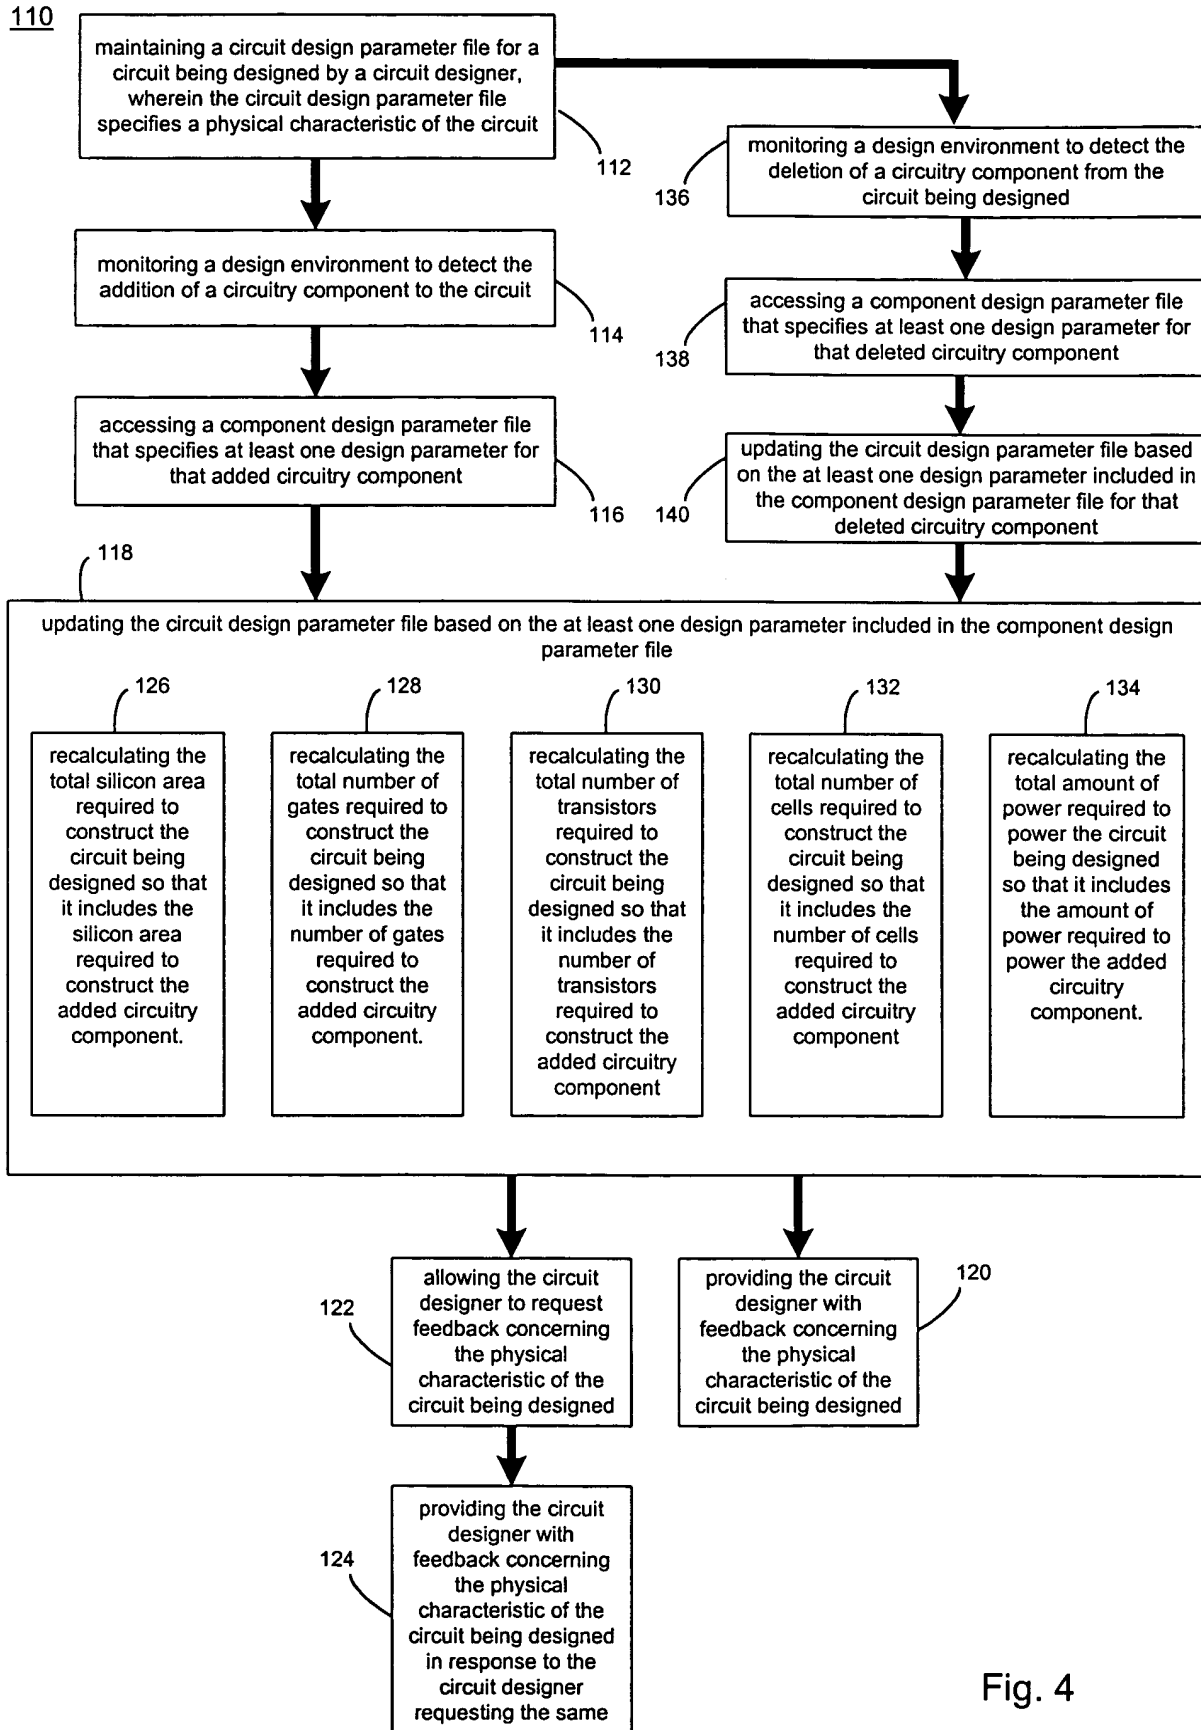 110
maintaining a circuit design parameter file for a
circuit being designed by a circuit designer,
wherein the circuit design parameter file
specifies a physical characteristic of the circuit
112
monitoring a design environment to detect the
addition of a circuitry component to the circuit
114
accessing a component design parameter file
that specifies at least one design parameter for
that added circuitry component
116
monitoring a design environment to detect the
deletion of a circuitry component from the
circuit being designed
136
accessing a component design parameter file
that specifies at least one design parameter for
that deleted circuitry component
138
updating the circuit design parameter file based
on the at least one design parameter included in
the component design parameter file for that
deleted circuitry component
140
118
updating the circuit design parameter file based on the at least one design parameter included in the component design
parameter file
126
recalculating the
total silicon area
required to
construct the
circuit being
designed so that
it includes the
silicon area
required to
construct the
added circuitry
component.
128
recalculating the
total number of
gates required to
construct the
circuit being
designed so that
it includes the
number of gates
required to
construct the
added circuitry
component.
130
recalculating the
total number of
transistors
required to
construct the
circuit being
designed so that
it includes the
number of
transistors
required to
construct the
added circuitry
component
132
recalculating the
total number of
cells required to
construct the
circuit being
designed so that
it includes the
number of cells
required to
construct the
added circuitry
component
134
recalculating the
total amount of
power required to
power the circuit
being designed
so that it includes
the amount of
power required to
power the added
circuitry
component.
122
allowing the circuit
designer to request
feedback concerning
the physical
characteristic of the
circuit being designed
120
providing the circuit
designer with
feedback concerning
the physical
characteristic of the
circuit being designed
124
providing the circuit
designer with
feedback concerning
the physical
characteristic of the
circuit being designed
in response to the
circuit designer
requesting the same
Fig. 4